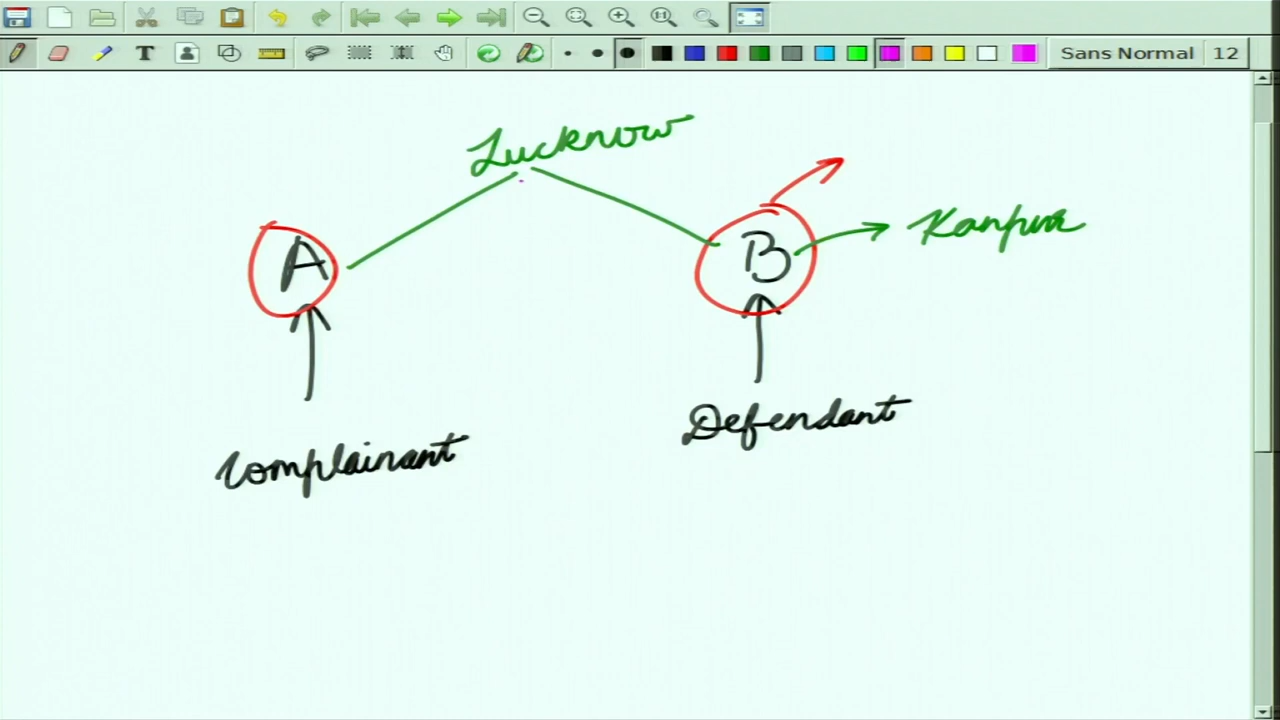 Sans Normal 12
Lucknow
A
B
Kanpur
Defendant
Complainant